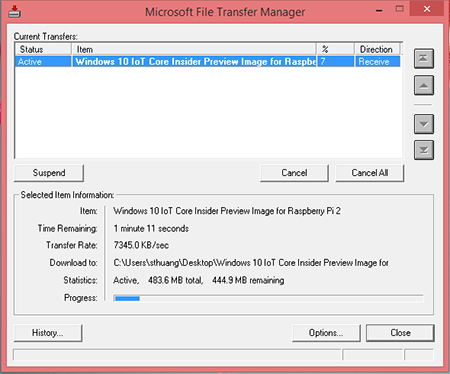 Microsoft File Transfer Manager
Current Transfers:
Status Item % Direction
Active Windows 10 IoT Core Insider Preview Image for Raspberry 7 Receive
Suspend Cancel Cancel All
Selected Item Information:
Item: Windows 10 IoT Core Insider Preview Image for Raspberry Pi 2
Time Remaining: 1 minute 11 seconds
Transfer Rate: 7345.0 KB/sec
Download to: C:\Users\sthuang\Desktop\Windows 10 IoT Core Insider Preview Image for
Statistics: Active, 483.6 MB total, 444.9 MB remaining
Progress:
History... Options... Close